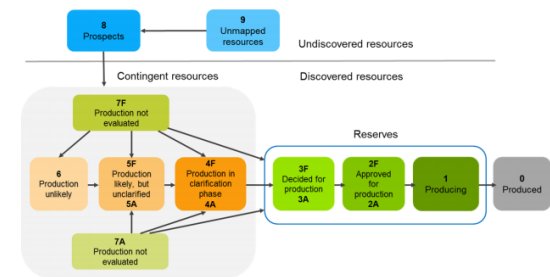 8
Prospects
9
Unmapped
resources
Undiscovered resources
Contingent resources
Discovered resources
7F
Production not
evaluated
Reserves
6
Production
unlikely
5F
Production
likely, but
unclarified
5A
4F
Production in
clarification
phase
4A
3F
Decided for
production
3A
2F
Approved
for
production
2A
1
Producing
0
Produced
7A
Production not
evaluated